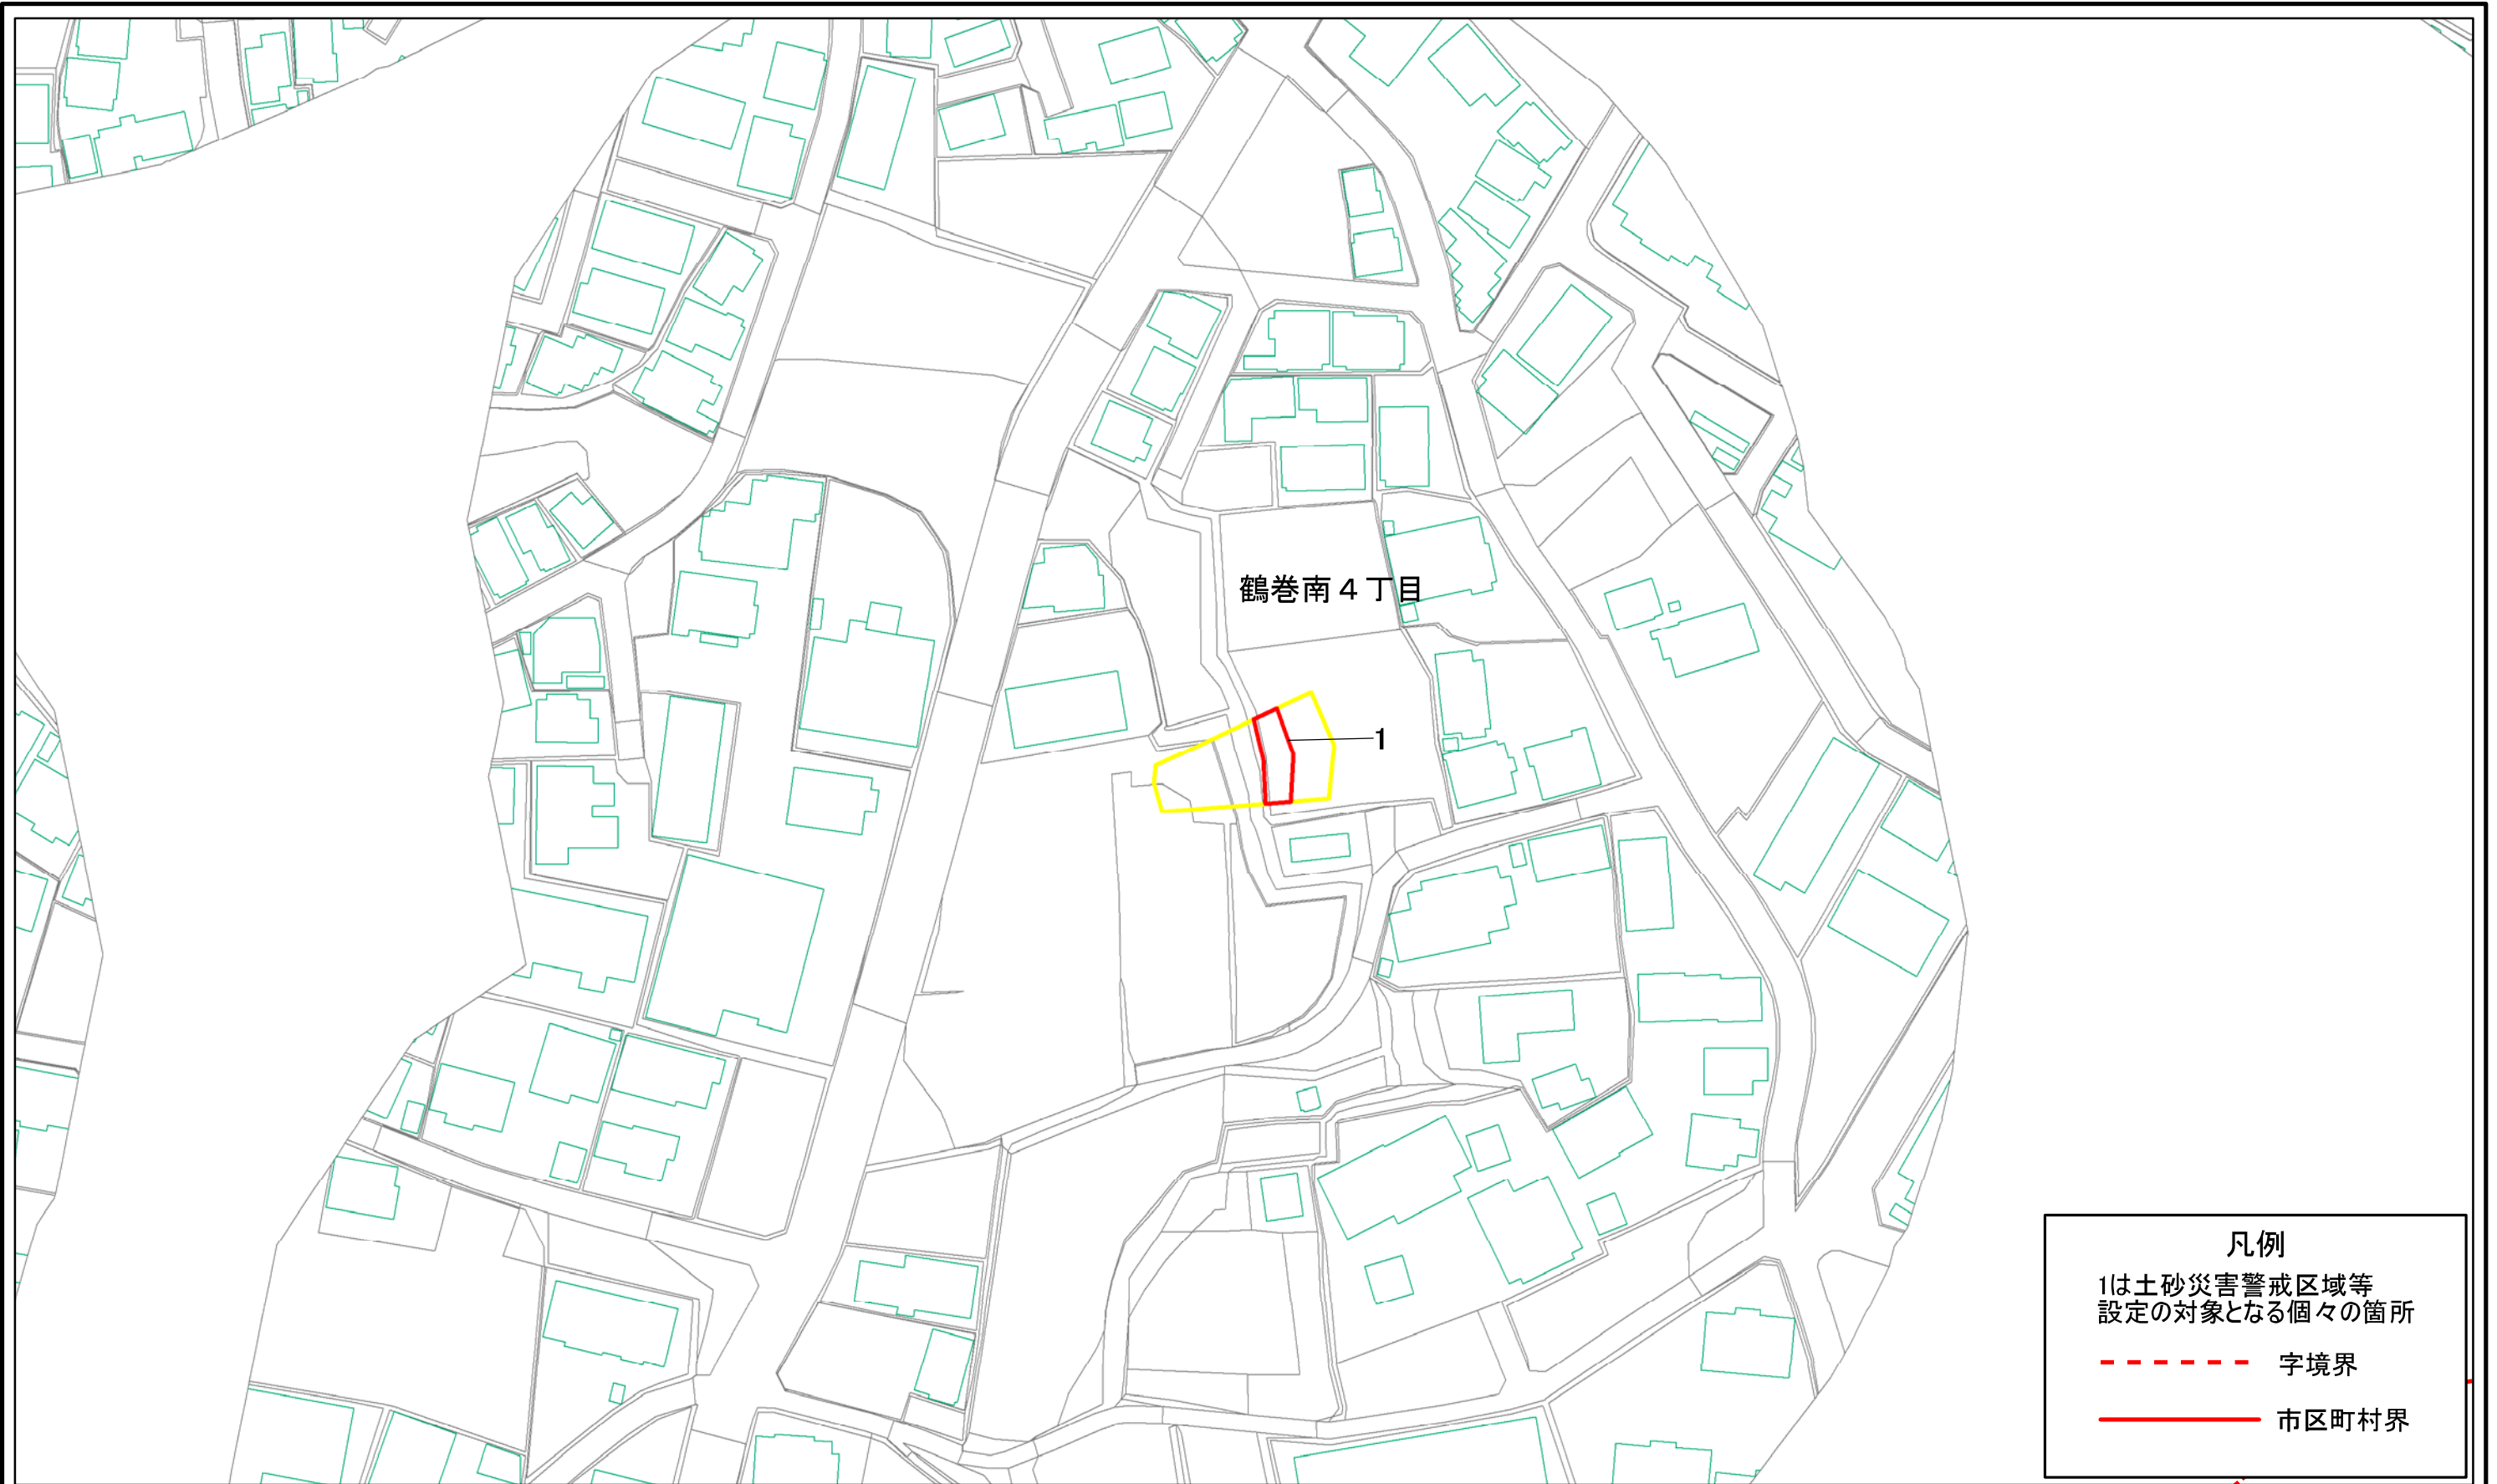 鶴巻南４丁目
1
凡例
1は土砂災害警戒区域等
設定の対象となる個々の箇所
字境界
市区町村界